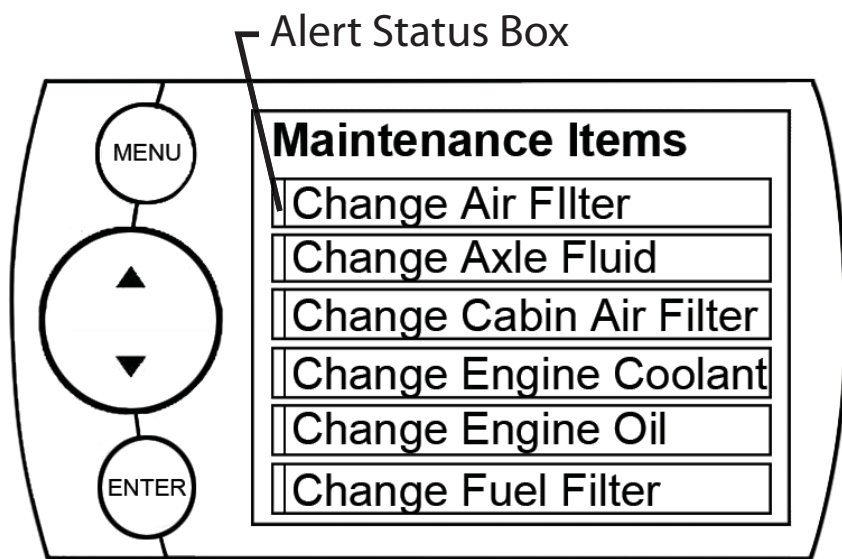 Alert Status Box
MENU
Maintenance Items
Change Air FIlter
Change Axle Fluid
Change Cabin Air Filter
Change Engine Coolant
Change Engine Oil
ENTER
Change Fuel Filter